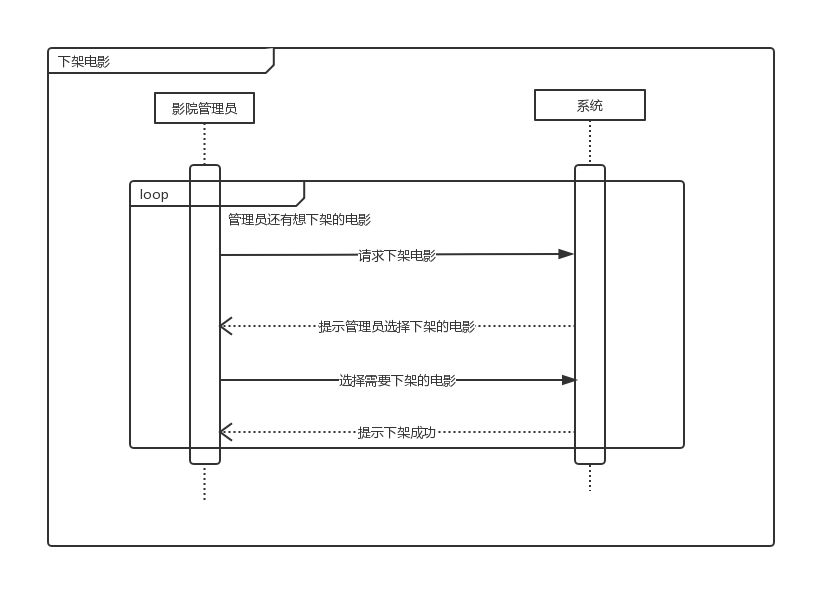 下架电影
影院管理员
系统
loop
管理员还有想下架的电影
请求下架电影
提示管理员选择下架的电影
选择需要下架的电影
提示下架成功